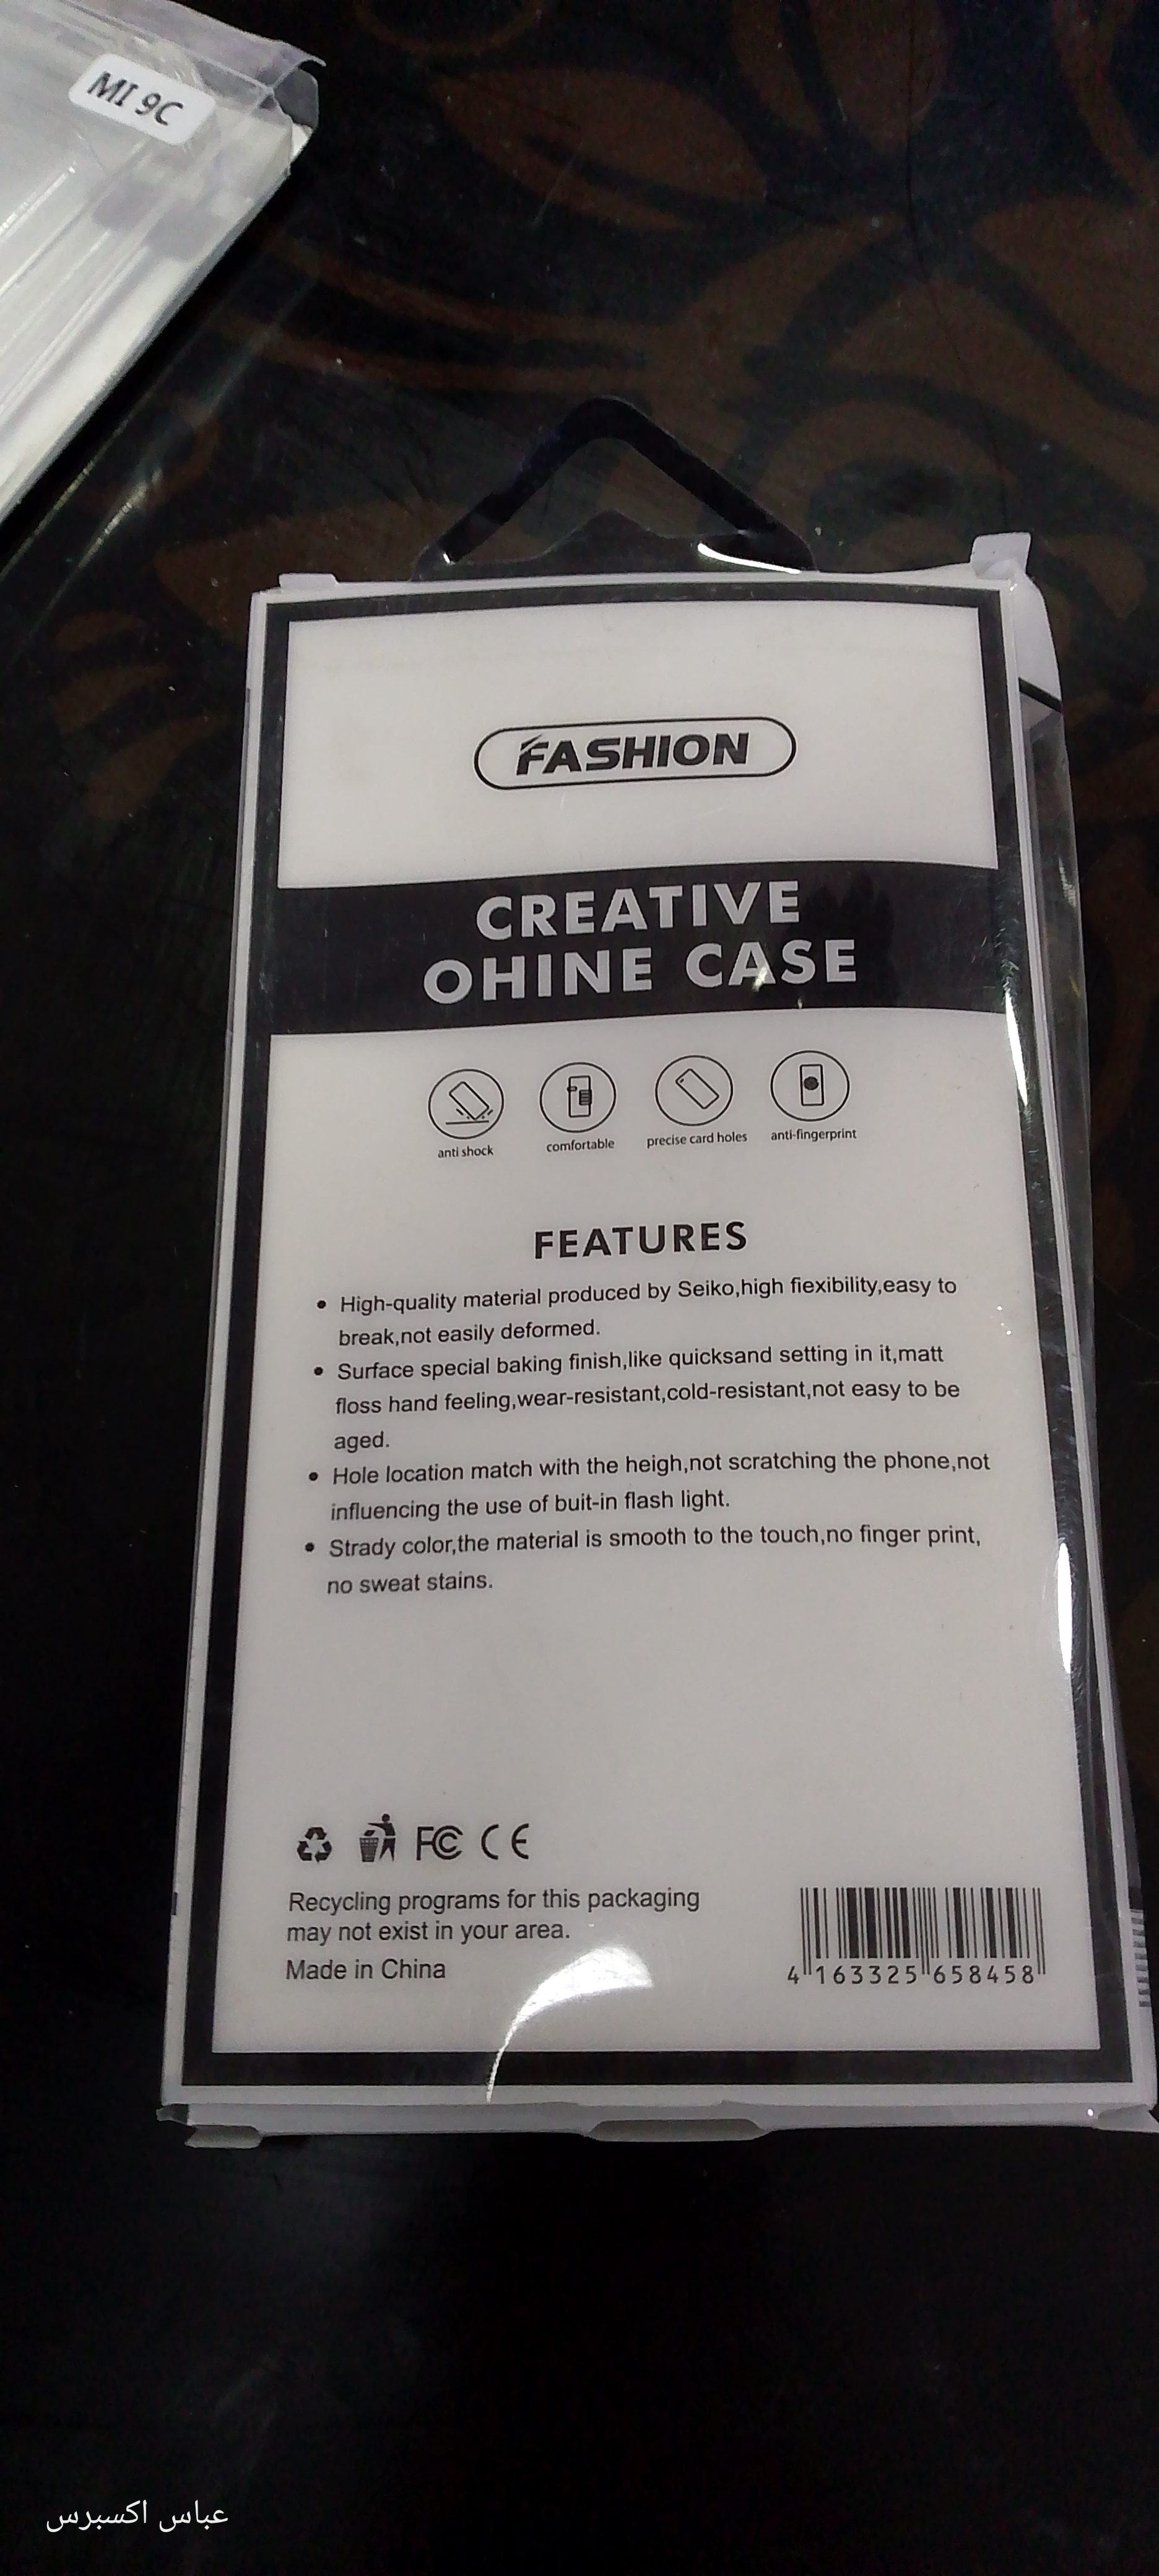 MI 9C
FASHION
CREATIVE
OHINE CASE
anti shock
comfortable
precise card holes
anti-fingerprint
FEATURES
• High-quality material produced by Seiko,high fiexibility,easy to
break,not easily deformed.
• Surface special baking finish,like quicksand setting in it,matt
floss hand feeling,wear-resistant,cold-resistant,not easy to be
aged.
• Hole location match with the heigh,not scratching the phone,not
influencing the use of buit-in flash light.
• Strady color,the material is smooth to the touch,no finger print,
no sweat stains.
FC CE
Recycling programs for this packaging
may not exist in your area.
Made in China
4 163325 658458
عباس اكسبرس